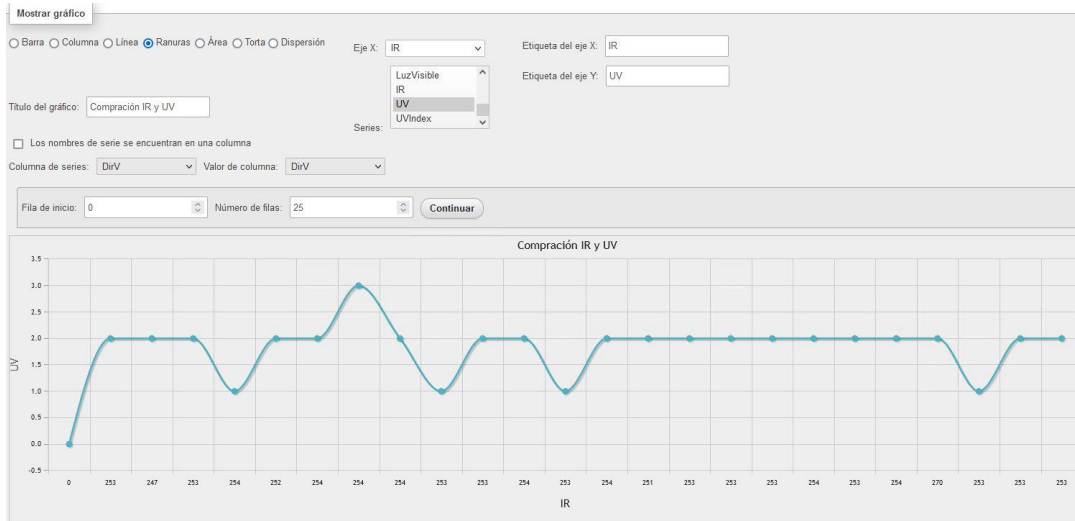 Mostrar gráfico
Barra Columna Línea Ranuras Área Torta Dispersión
Eje X: IR
Etiqueta del eje X: IR
LuzVisible
IR
UV
UVIndex
Etiqueta del eje Y: UV
Título del gráfico: Compración IR y UV
Series:
Los nombres de serie se encuentran en una columna
Columna de series: DirV Valor de columna: DirV
Fila de inicio: 0 Número de filas: 25 Continuar
Compración IR y UV
3.5
3.0
2.5
2.0
1.5
1.0
0.5
0.0
-0.5
UV
0 253 247 253 254 252 254 254 254 253 253 254 253 254 251 253 253 254 253 254 270 253 253 253
IR